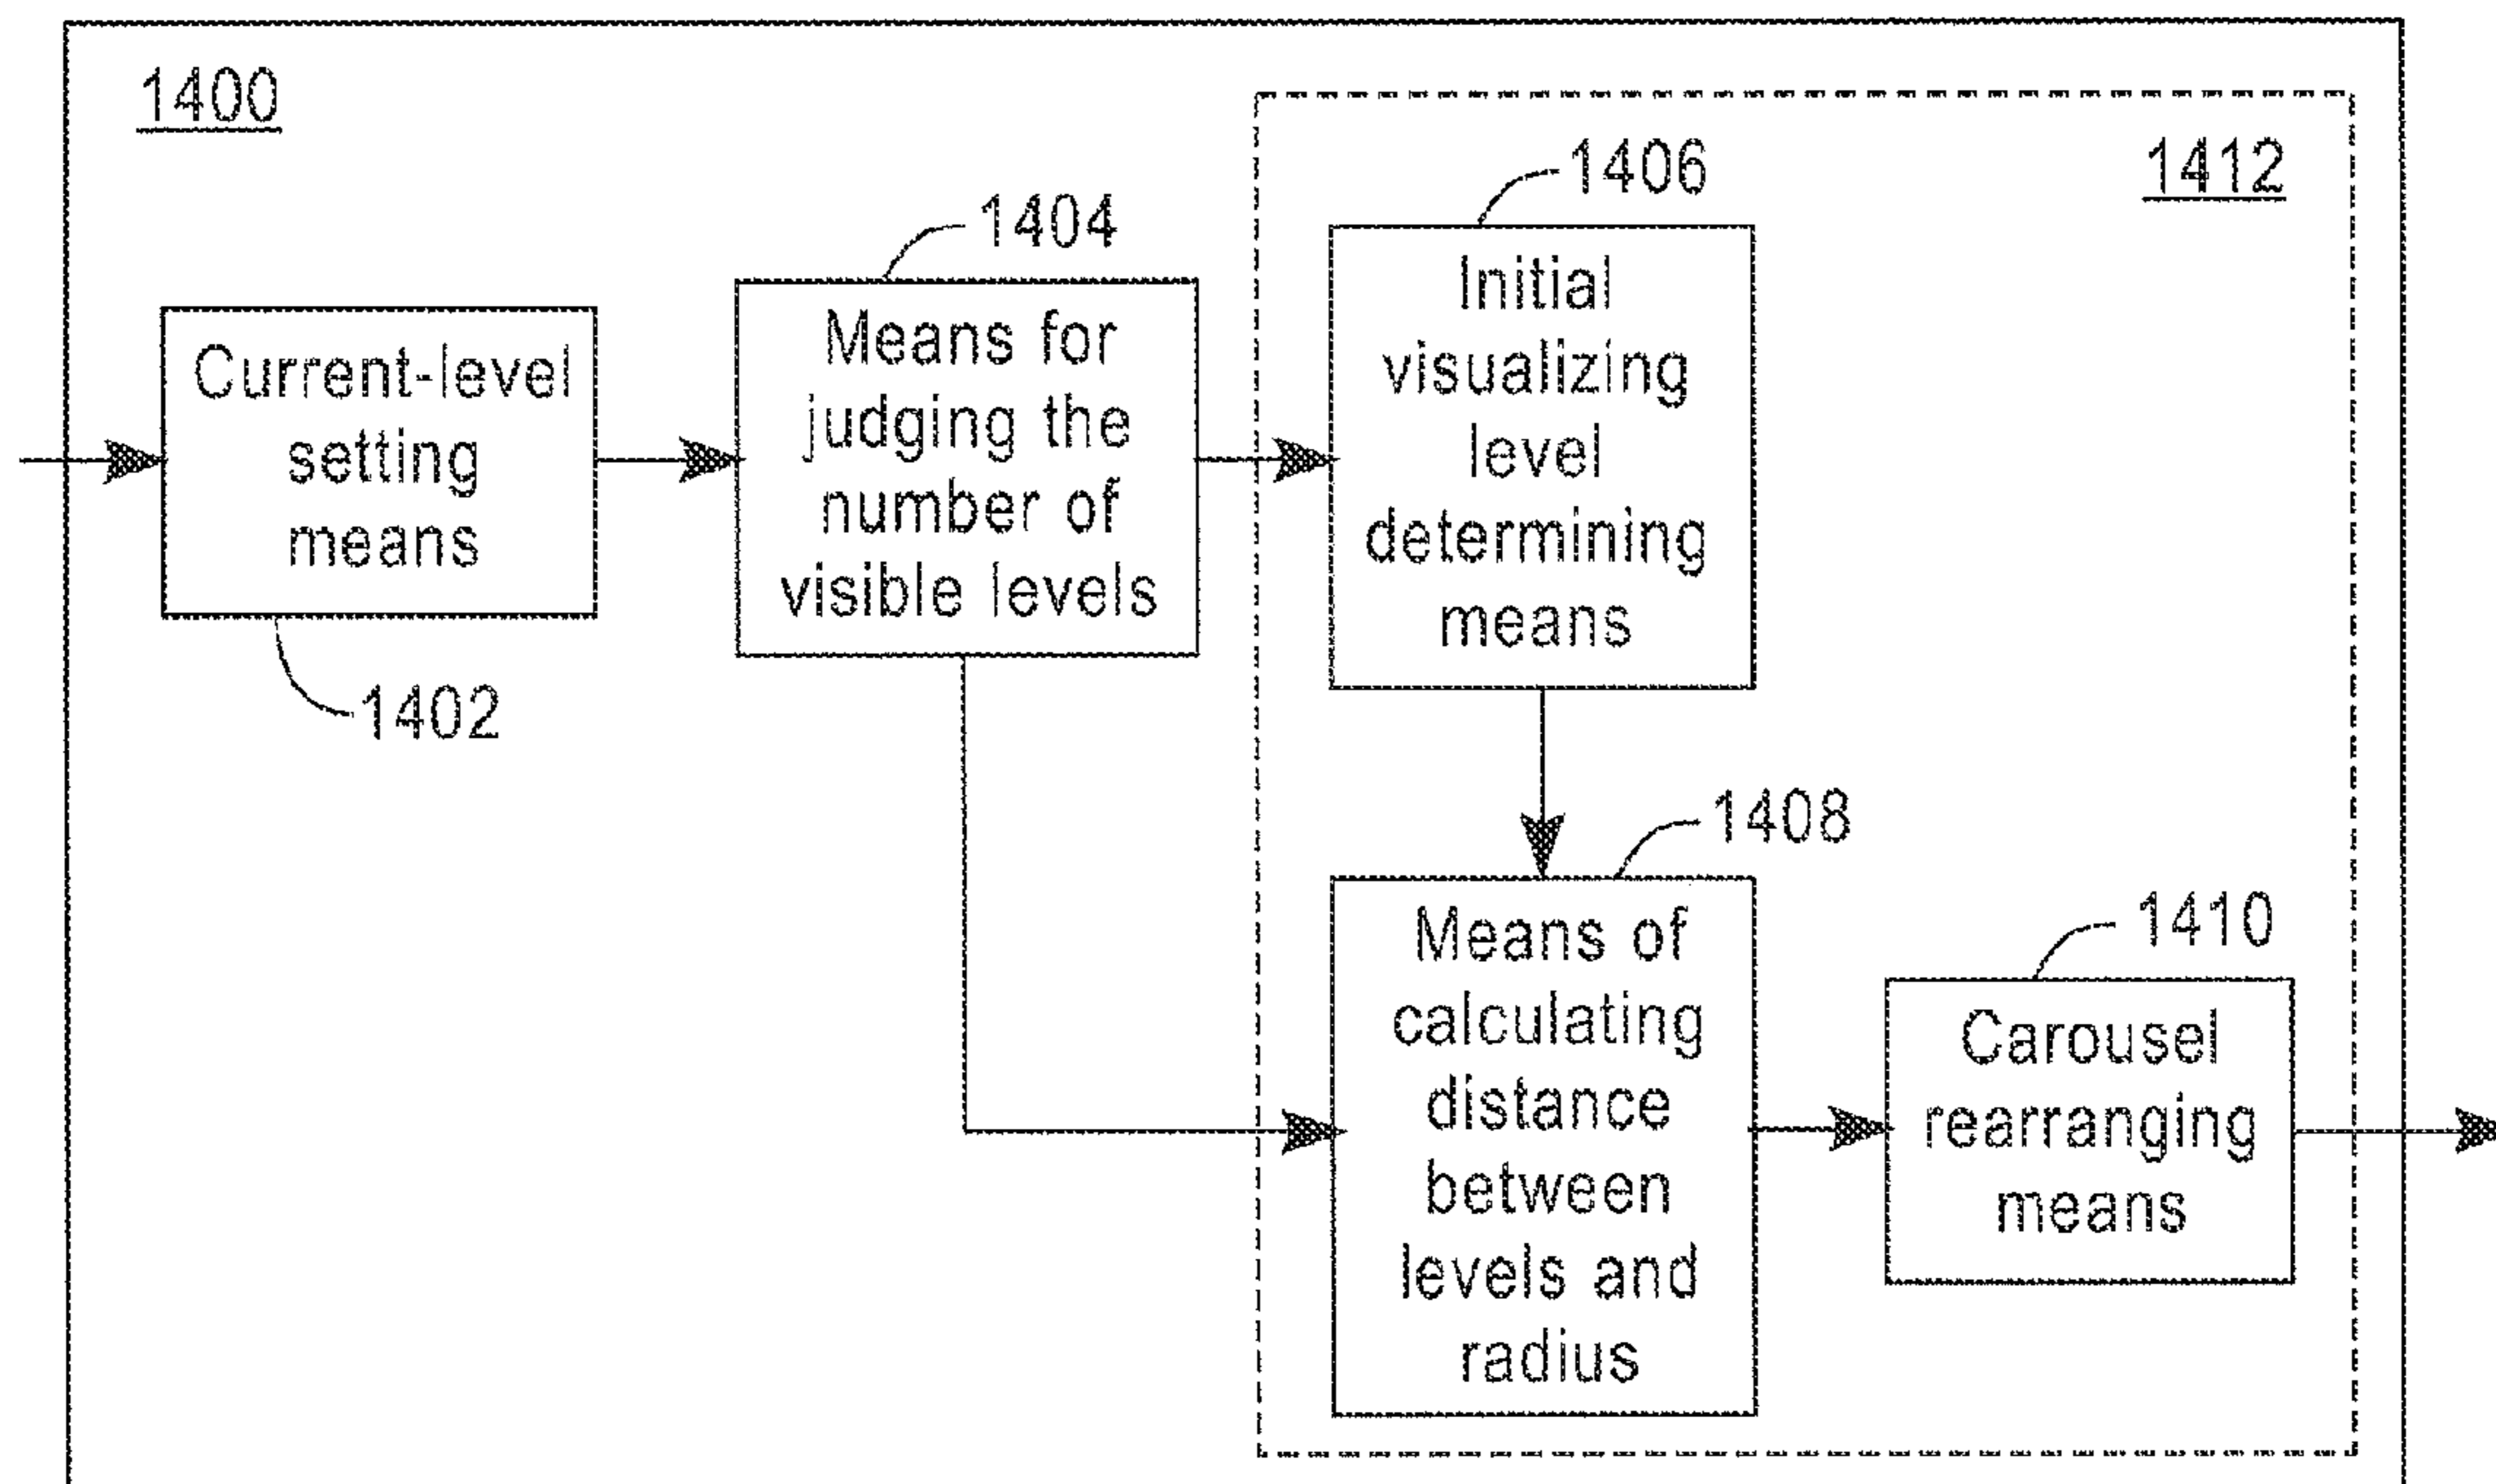 1400
1412
1406
1404
Initial
visualizing
level
determining
means
Means for
judging the
number of
visible levels
Current-level
setting
means
1402
1408
Means of
calculating
distance
between
levels and
radius
1410
Carousel
rearranging
means